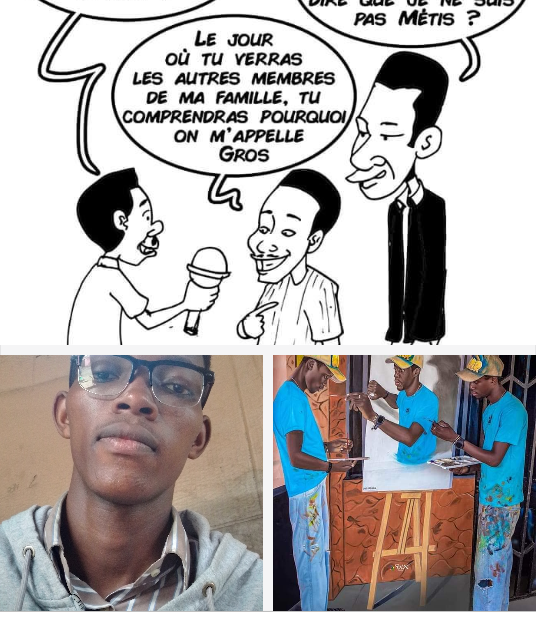 DIRE QUE JE NE SUIS
PAS MÉTIS ?
LE JOUR
OÙ TU VERRAS
LES AUTRES MEMBRES
DE MA FAMILLE, TU
COMPRENDRAS POURQUOI
ON M'APPELLE
GROS